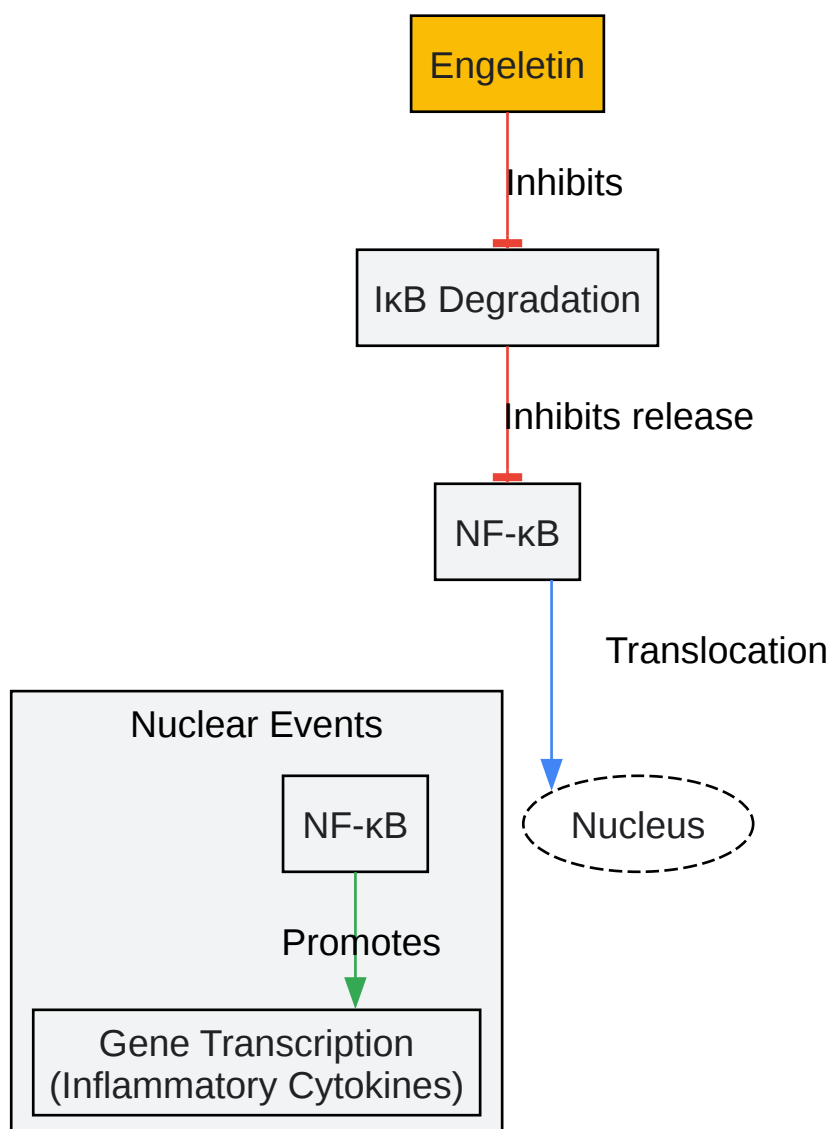 Engeletin
Inhibits
IκB Degradation
Inhibits release
NF-κB
Translocation
Nuclear Events
NF-κB
Nucleus
Promotes
Gene Transcription
(Inflammatory Cytokines)